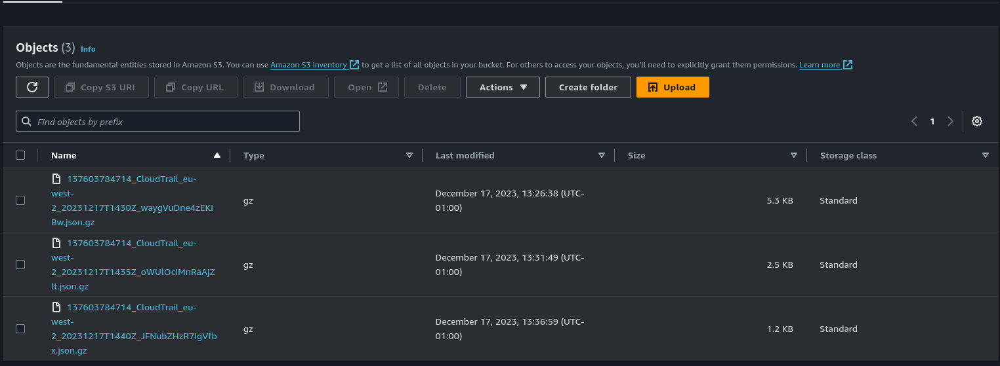 Objects (3) Info
Objects are the fundamental entities stored in Amazon S3. You can use Amazon S3 inventory to get a list of all objects in your bucket. For others to access your objects, you'll need to explicitly grant them permissions. Learn more
Copy S3 URI Copy URL Download Open Delete Actions Create folder Upload
Find objects by prefix
1
Name Type Last modified Size Storage class
137603784714_CloudTrail_eu-
west-
2_20231217T1430Z_waygVuDne4zEKi
Bw.json.gz
gz
December 17, 2023, 13:26:38 (UTC-
01:00)
5.3 KB
Standard
137603784714_CloudTrail_eu-
west-
2_20231217T1435Z_oWUlOcIMnRaAjZ
lt.json.gz
gz
December 17, 2023, 13:31:49 (UTC-
01:00)
2.5 KB
Standard
137603784714_CloudTrail_eu-
west-
2_20231217T1440Z_JFNubZHzR7IgVfb
x.json.gz
gz
December 17, 2023, 13:36:59 (UTC-
01:00)
1.2 KB
Standard